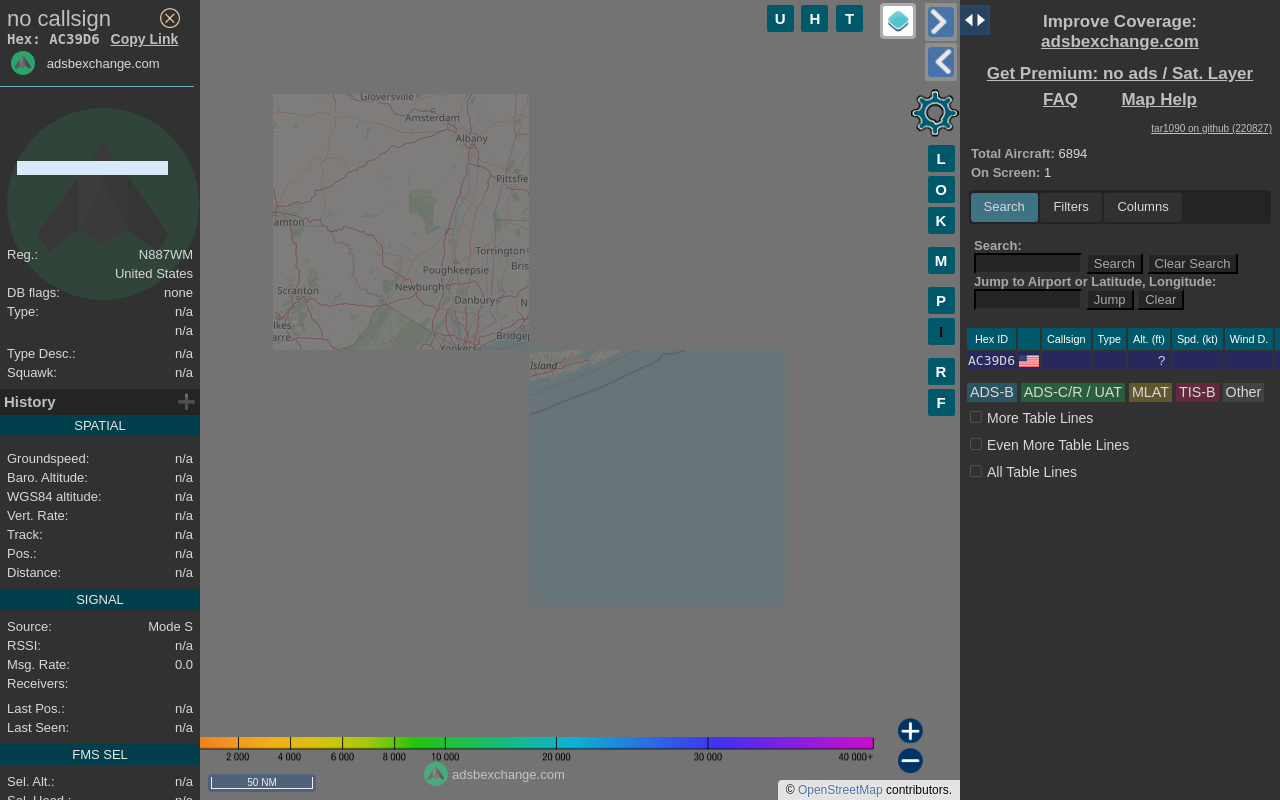 no callsign
Hex: AC39D6 Copy Link
adsbexchange.com
Reg.: N887WM
United States
DB flags: none
Type: n/a
n/a
Type Desc.: n/a
Squawk: n/a
History
SPATIAL
Groundspeed: n/a
Baro. Altitude: n/a
WGS84 altitude: n/a
Vert. Rate: n/a
Track: n/a
Pos.: n/a
Distance: n/a
SIGNAL
Source: Mode S
RSSI: n/a
Msg. Rate: 0.0
Receivers:
Last Pos.: n/a
Last Seen: n/a
FMS SEL
Sel. Alt.: n/a
Sel. Head.: n/a
U H T
L
O
K
M
P
I
R
F
Gloversville
Amsterdam
Albany
Pittsfie
amton
Torrington
Bris
Poughkeepsie
Scranton
Newburgh
Danbury
N
lkes-
arre
Bridgep
Yonkers
Island
2 000 4 000 6 000 8 000 10 000 20 000 30 000 40 000+
adsbexchange.com
50 NM
© OpenStreetMap contributors.
Improve Coverage:
adsbexchange.com
Get Premium: no ads / Sat. Layer
FAQ Map Help
tar1090 on github (220827)
Total Aircraft: 6894
On Screen: 1
Search Filters Columns
Search:
Search Clear Search
Jump to Airport or Latitude, Longitude:
Jump Clear
Hex ID Callsign Type Alt. (ft) Spd. (kt) Wind D.
AC39D6 ?
ADS-B ADS-C/R / UAT MLAT TIS-B Other
More Table Lines
Even More Table Lines
All Table Lines